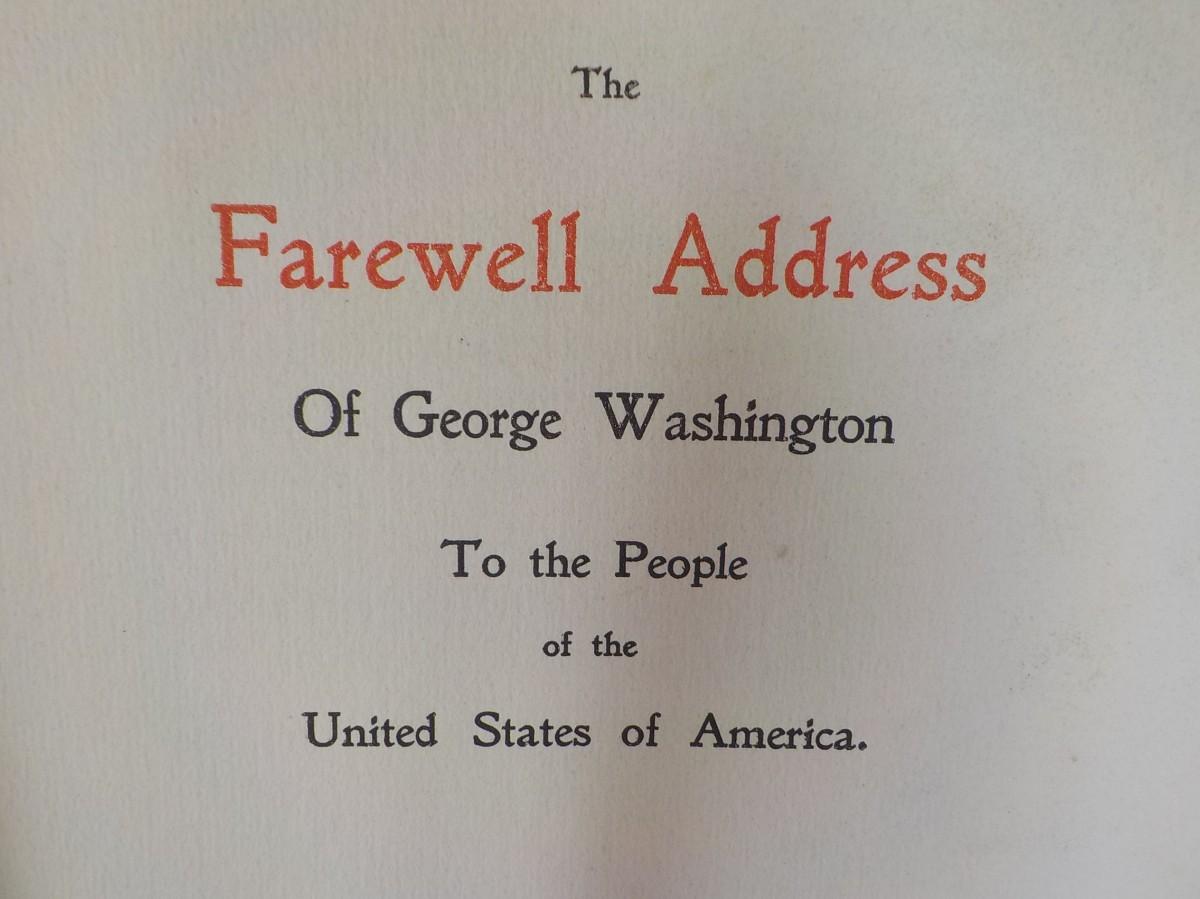 The
Farewell Address
Of George Washington
To the People
of the
United States of America.